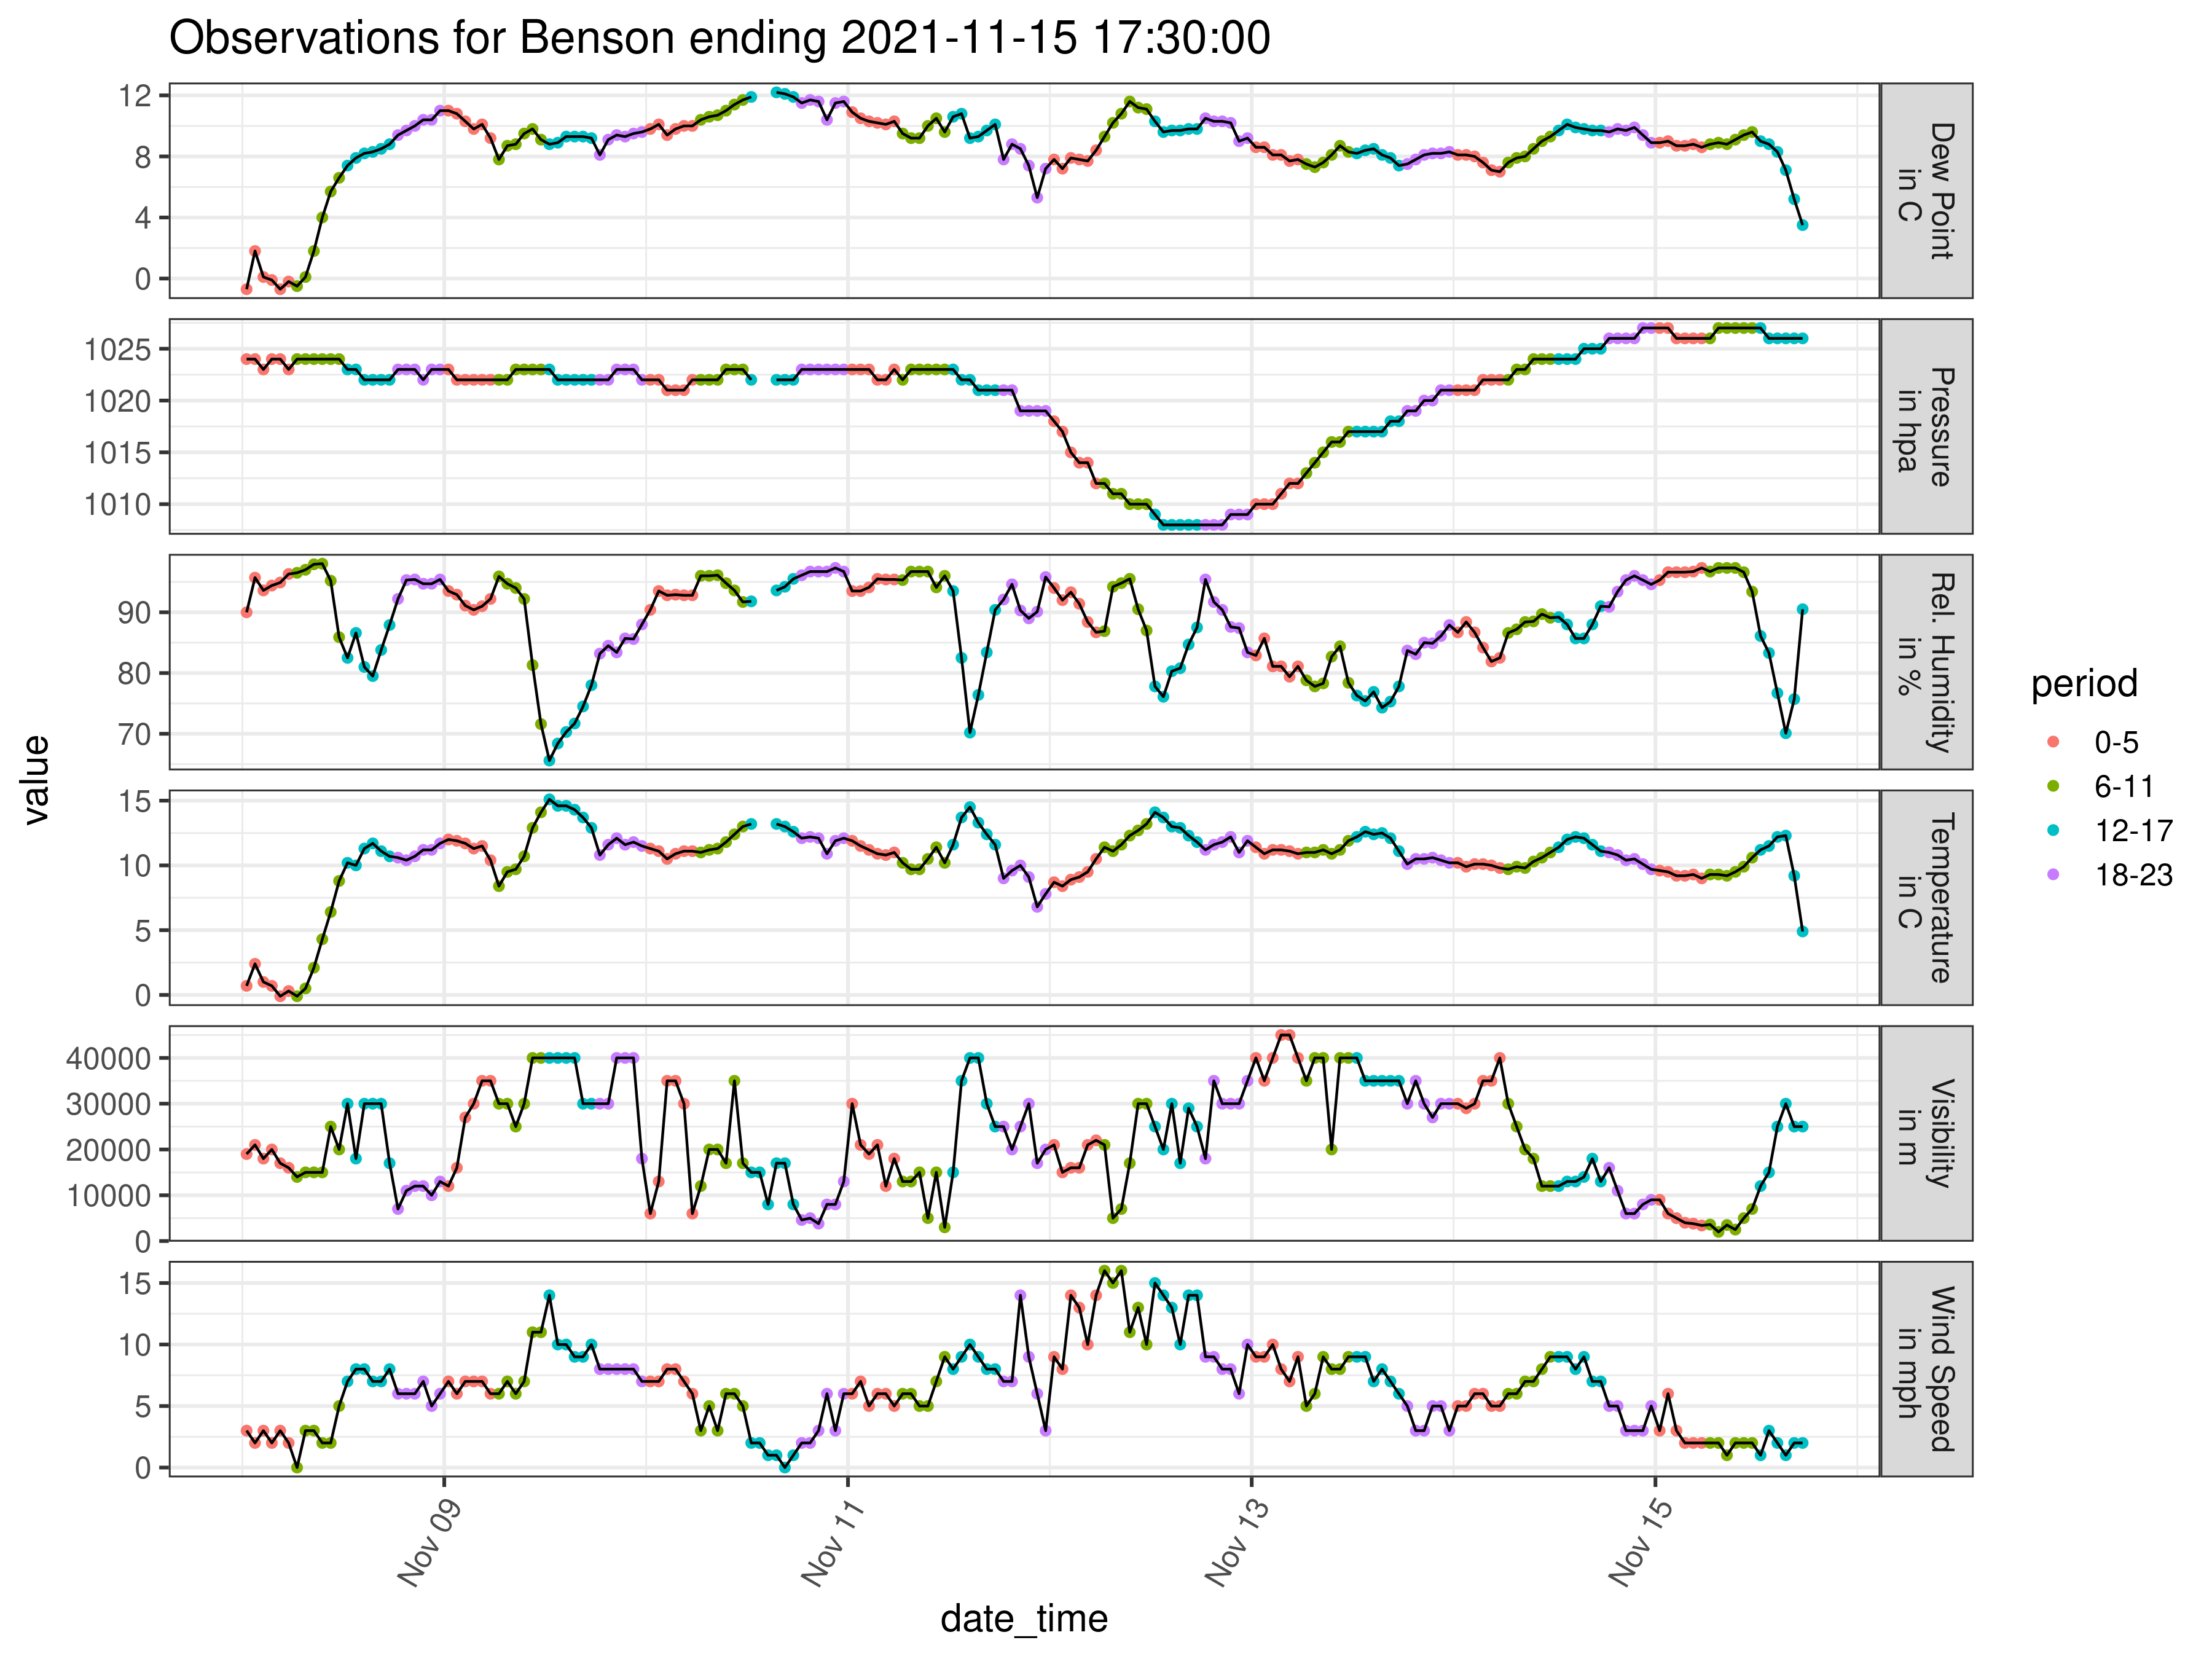 Observations for Benson ending 2021-11-15 17:30:00
value
12
8
4
0
Dew Point
in C
1025
1020
1015
1010
Pressure
in hpa
90
80
70
Rel. Humidity
in %
15
10
5
0
Temperature
in C
40000
30000
20000
10000
0
Visibility
in m
15
10
5
0
Wind Speed
in mph
Nov 09
Nov 11
Nov 13
Nov 15
date_time
period
0-5
6-11
12-17
18-23